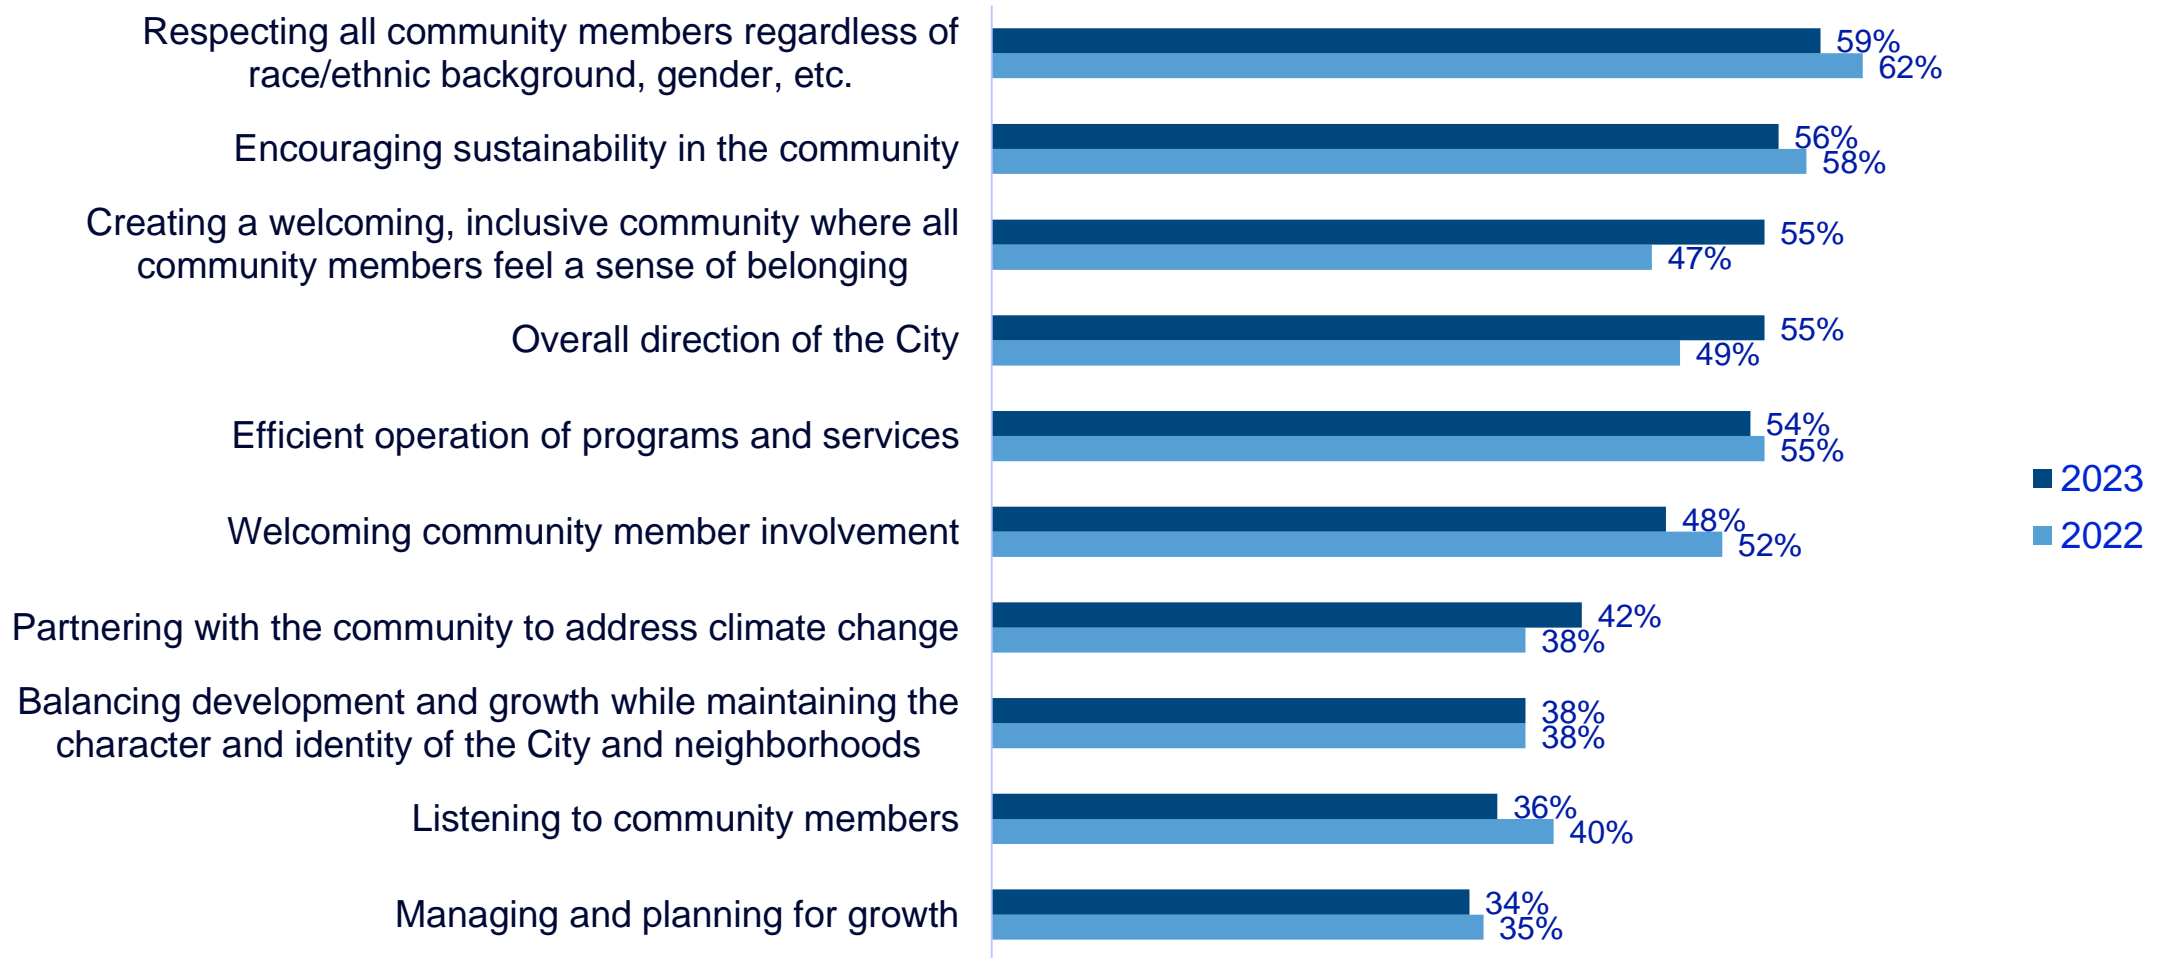 Respecting all community members regardless of
race/ethnic background, gender, etc.
59%
62%
Encouraging sustainability in the community
56%
58%
Creating a welcoming, inclusive community where all
community members feel a sense of belonging
55%
47%
Overall direction of the City
55%
49%
Efficient operation of programs and services
54%
55%
Welcoming community member involvement
48%
52%
Partnering with the community to address climate change
42%
38%
Balancing development and growth while maintaining the
character and identity of the City and neighborhoods
38%
38%
Listening to community members
36%
40%
Managing and planning for growth
34%
35%
2023
2022